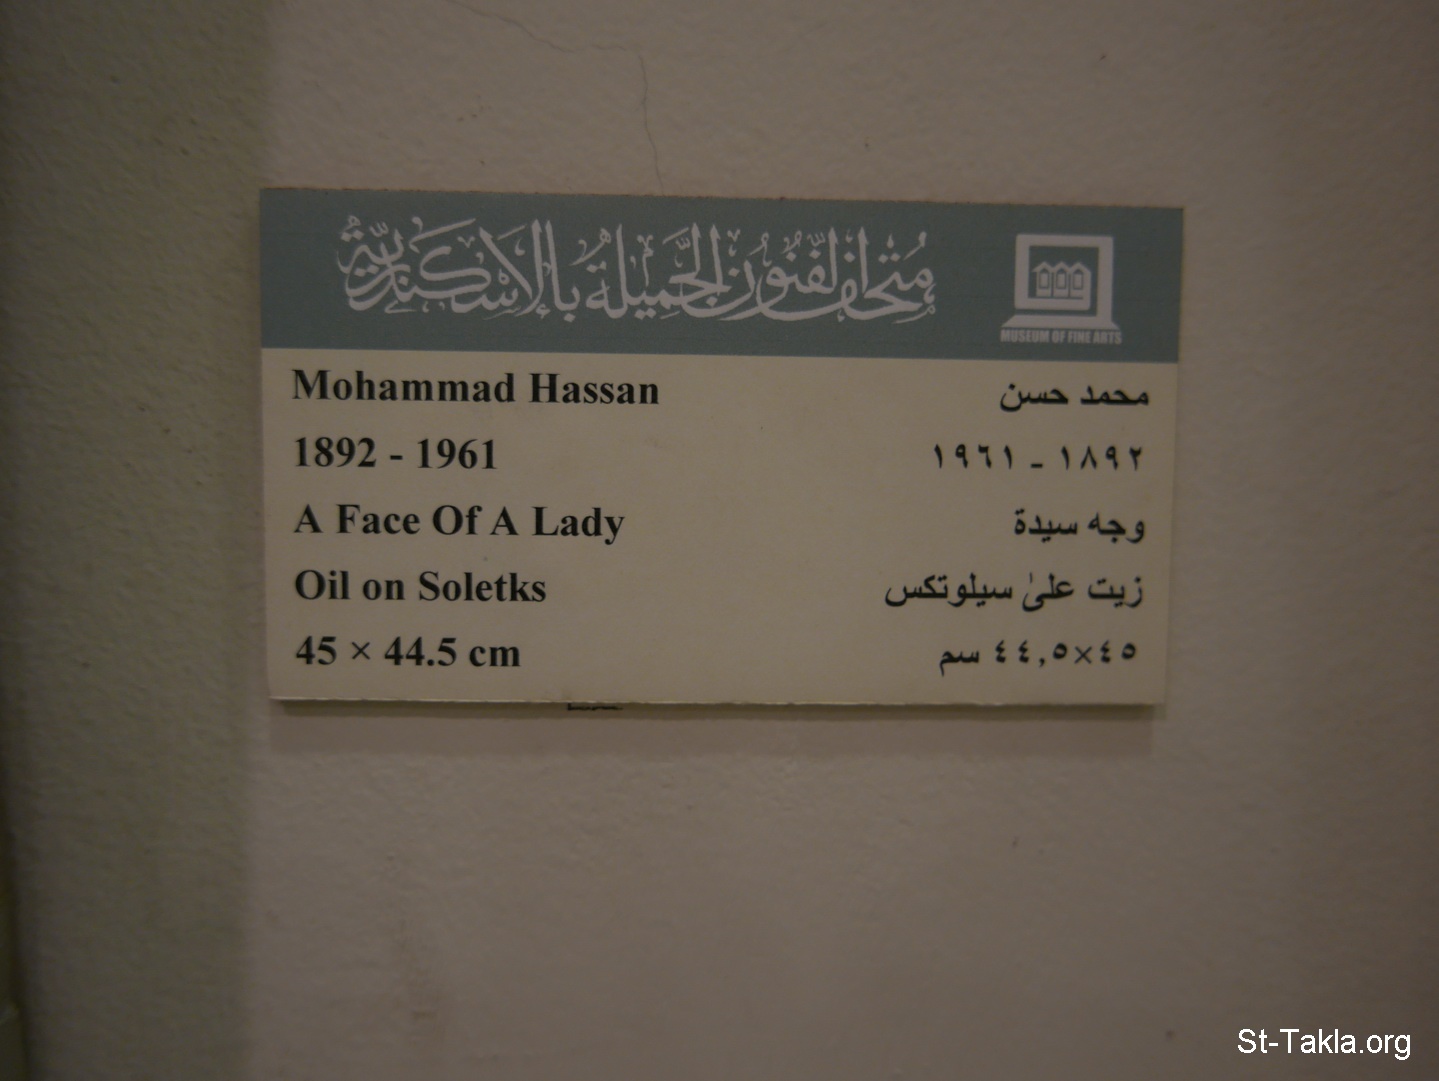 متحف الفنون الجميلة بالإسكندرية
MUSEUM OF FINE ARTS
Mohammad Hassan
محمد حسن
1892 - 1961
١٨٩٢ - ١٩٦١
A Face Of A Lady
وجه سيدة
Oil on Soletks
زيت على سيلوتكس
45 × 44.5 cm
٤٥×٤٤,٥ سم
St-Takla.org